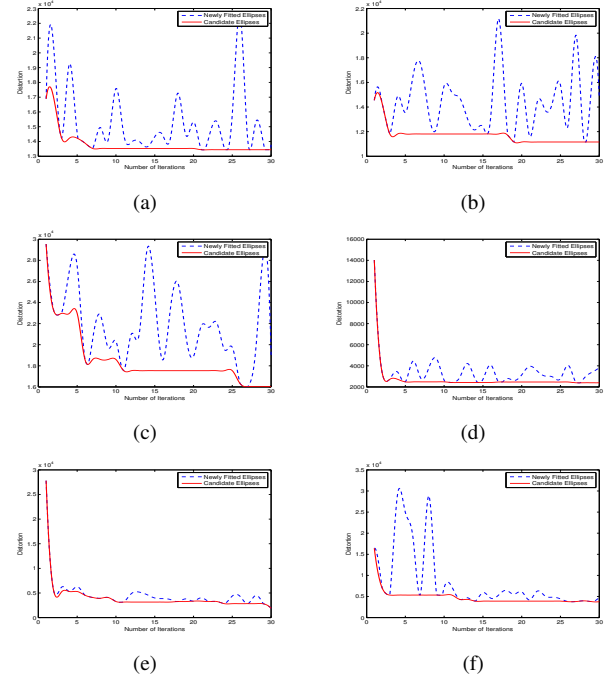 x 10⁴
2.2
2.1
2
1.9
1.8
1.7
1.6
1.5
1.4
1.3
Distortion
Newly Fitted Ellipses
Candidate Ellipses
0 5 10 15 20 25 30
Number of Iterations
(a)
x 10⁴
2.2
2
1.8
1.6
1.4
1.2
1
Distortion
Newly Fitted Ellipses
Candidate Ellipses
0 5 10 15 20 25 30
Number of Iterations
(b)
x 10⁴
3
2.8
2.6
2.4
2.2
2
1.8
1.6
Distortion
Newly Fitted Ellipses
Candidate Ellipses
0 5 10 15 20 25 30
Number of Iterations
(c)
16000
14000
12000
10000
8000
6000
4000
2000
Distortion
Newly Fitted Ellipses
Candidate Ellipses
0 5 10 15 20 25 30
Number of Iterations
(d)
x 10⁴
3
2.5
2
1.5
1
0.5
0
Distortion
Newly Fitted Ellipses
Candidate Ellipses
0 5 10 15 20 25 30
Number of Iterations
(e)
x 10⁴
3.5
3
2.5
2
1.5
1
0.5
0
Distortion
Newly Fitted Ellipses
Candidate Ellipses
0 5 10 15 20 25 30
Number of Iterations
(f)